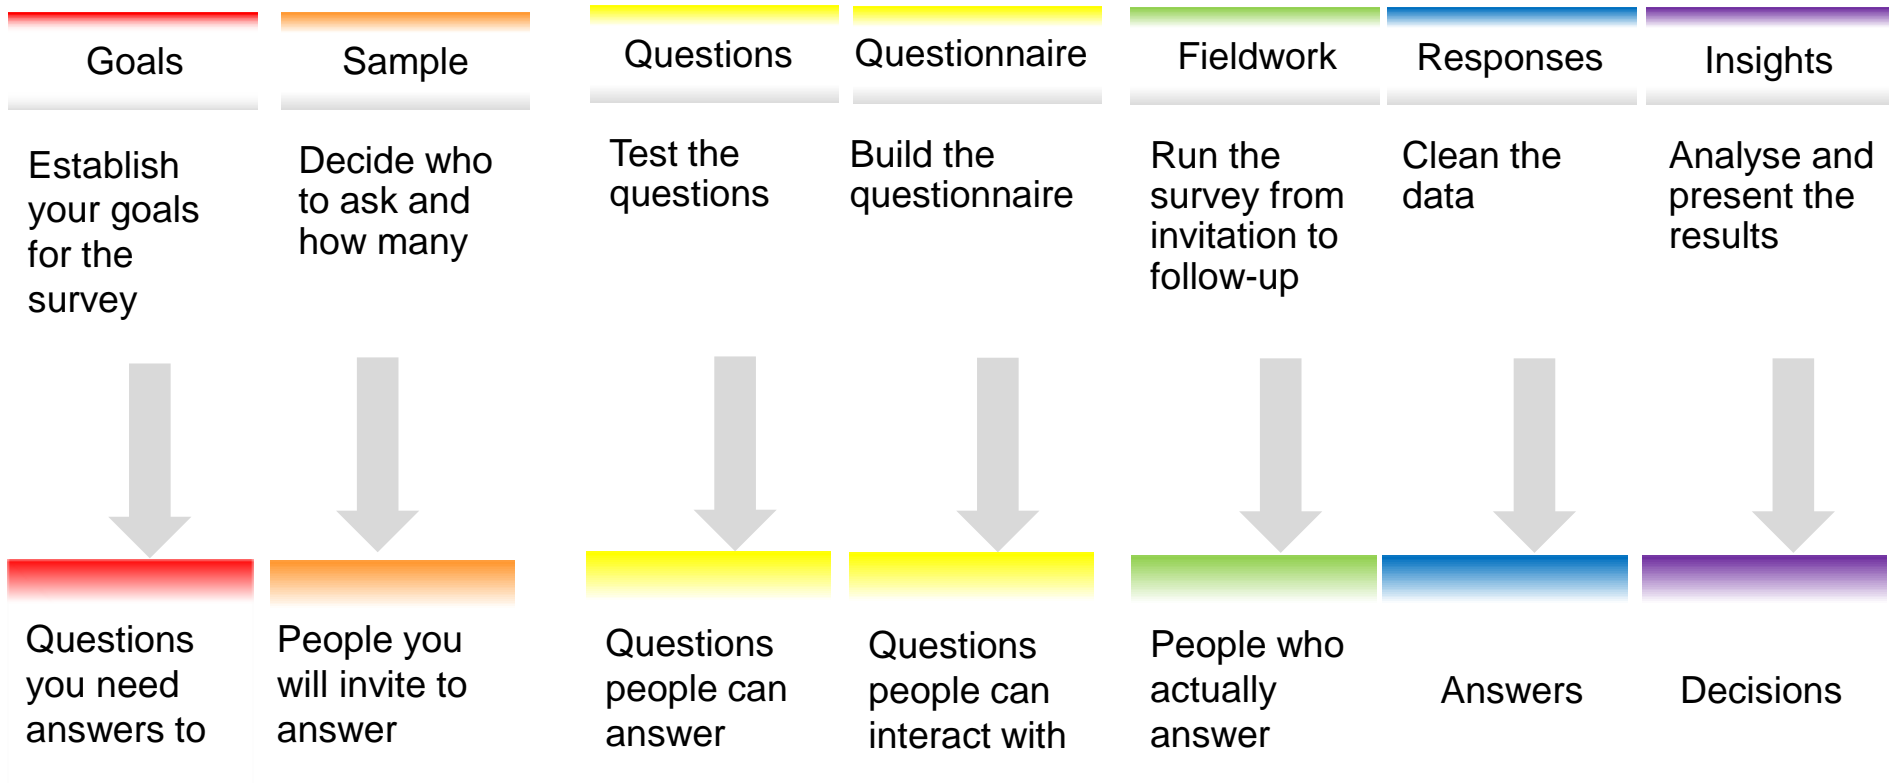 Goals
Sample
Questions
Questionnaire
Fieldwork
Responses
Insights
Establish
your goals
for the
survey
Decide who
to ask and
how many
Test the
questions
Build the
questionnaire
Run the
survey from
invitation to
follow-up
Clean the
data
Analyse and
present the
results
Questions
you need
answers to
People you
will invite to
answer
Questions
people can
answer
Questions
people can
interact with
People who
actually
answer
Answers
Decisions